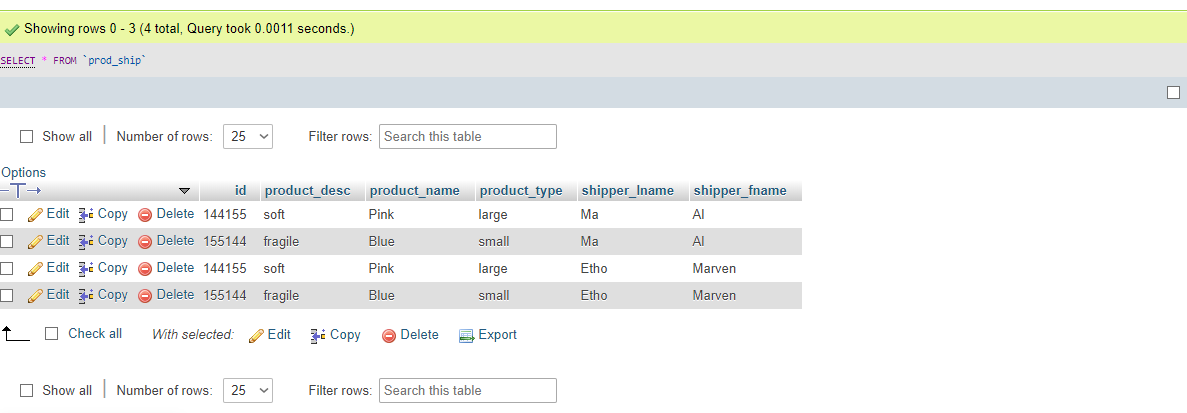 Showing rows 0 - 3 (4 total, Query took 0.0011 seconds.)
SELECT * FROM `prod_ship`
Show all Number of rows: 25 Filter rows: Search this table
Options
id product_desc product_name product_type shipper_lname shipper_fname
Edit Copy Delete 144155 soft Pink large Ma Al
Edit Copy Delete 155144 fragile Blue small Ma Al
Edit Copy Delete 144155 soft Pink large Etho Marven
Edit Copy Delete 155144 fragile Blue small Etho Marven
Check all With selected: Edit Copy Delete Export
Show all Number of rows: 25 Filter rows: Search this table